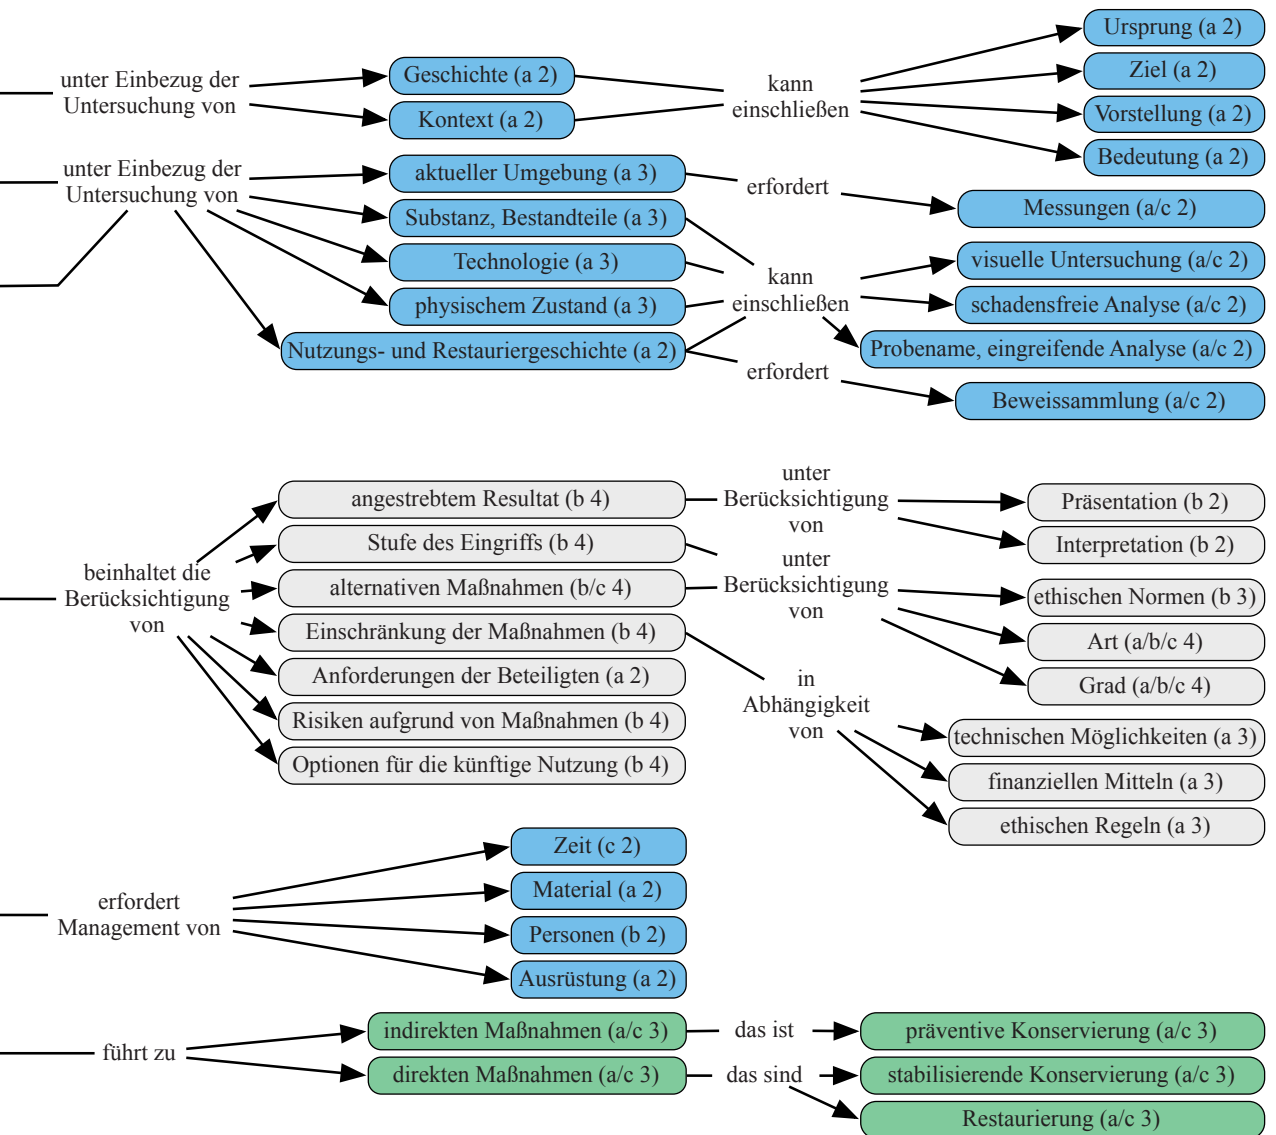 unter Einbezug der
Untersuchung von
Geschichte (a 2)
Kontext (a 2)
kann
einschließen
Ursprung (a 2)
Ziel (a 2)
Vorstellung (a 2)
Bedeutung (a 2)
unter Einbezug der
Untersuchung von
aktueller Umgebung (a 3)
Substanz, Bestandteile (a 3)
Technologie (a 3)
physischem Zustand (a 3)
Nutzungs- und Restauriergeschichte (a 2)
erfordert
Messungen (a/c 2)
kann
einschließen
visuelle Untersuchung (a/c 2)
schadensfreie Analyse (a/c 2)
Probename, eingreifende Analyse (a/c 2)
erfordert
Beweissammlung (a/c 2)
beinhaltet die
Berücksichtigung
von
angestrebtem Resultat (b 4)
Stufe des Eingriffs (b 4)
alternativen Maßnahmen (b/c 4)
Einschränkung der Maßnahmen (b 4)
Anforderungen der Beteiligten (a 2)
Risiken aufgrund von Maßnahmen (b 4)
Optionen für die künftige Nutzung (b 4)
unter
Berücksichtigung
von
Präsentation (b 2)
Interpretation (b 2)
unter
Berücksichtigung
von
ethischen Normen (b 3)
Art (a/b/c 4)
Grad (a/b/c 4)
in
Abhängigkeit
von
technischen Möglichkeiten (a 3)
finanziellen Mitteln (a 3)
ethischen Regeln (a 3)
erfordert
Management von
Zeit (c 2)
Material (a 2)
Personen (b 2)
Ausrüstung (a 2)
führt zu
indirekten Maßnahmen (a/c 3)
direkten Maßnahmen (a/c 3)
das ist
präventive Konservierung (a/c 3)
das sind
stabilisierende Konservierung (a/c 3)
Restaurierung (a/c 3)